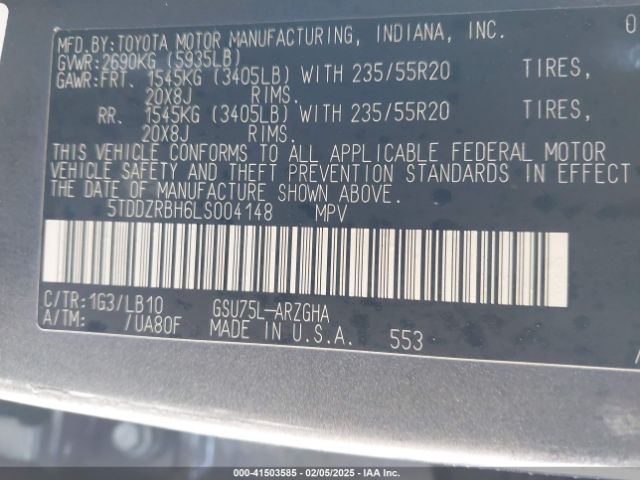 MFD.BY:TOYOTA MOTOR MANUFACTURING, INDIANA, INC. 0
GVWR:2690KG (5935LB)
GAWR:FRT. 1545KG (3405LB) WITH 235/55R20 TIRES,
20X8J RIMS.
RR. 1545KG (3405LB) WITH 235/55R20 TIRES,
20X8J RIMS.
THIS VEHICLE CONFORMS TO ALL APPLICABLE FEDERAL MOTOR
VEHICLE SAFETY AND THEFT PREVENTION STANDARDS IN EFFEC
THE DATE OF MANUFACTURE SHOWN ABOVE.
5TDDZRBH6LS004148 MPV
C/TR:1G3/LB10 GSU75L-ARZGHA
A/TM: /UA80F MADE IN U.S.A. 553
000-41503585 - 02/05/2025 - IAA Inc.